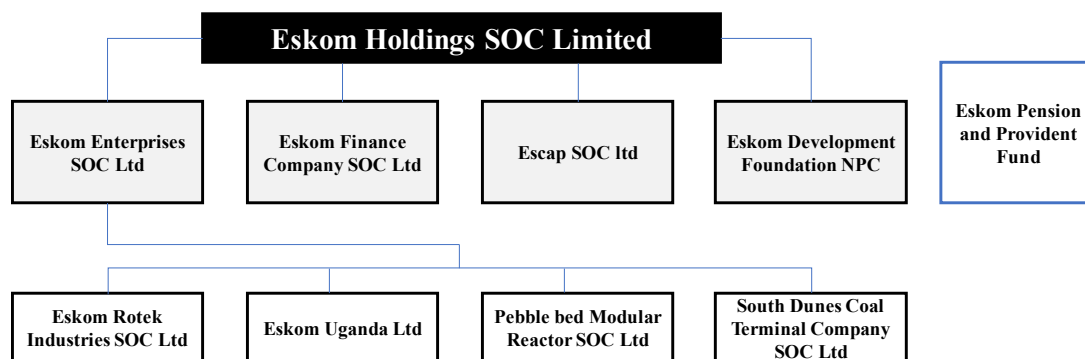 Eskom Holdings SOC Limited
Eskom Enterprises
SOC Ltd
Eskom Finance
Company SOC Ltd
Escap SOC ltd
Eskom Development
Foundation NPC
Eskom Pension
and Provident
Fund
Eskom Rotek
Industries SOC Ltd
Eskom Uganda Ltd
Pebble bed Modular
Reactor SOC Ltd
South Dunes Coal
Terminal Company
SOC Ltd